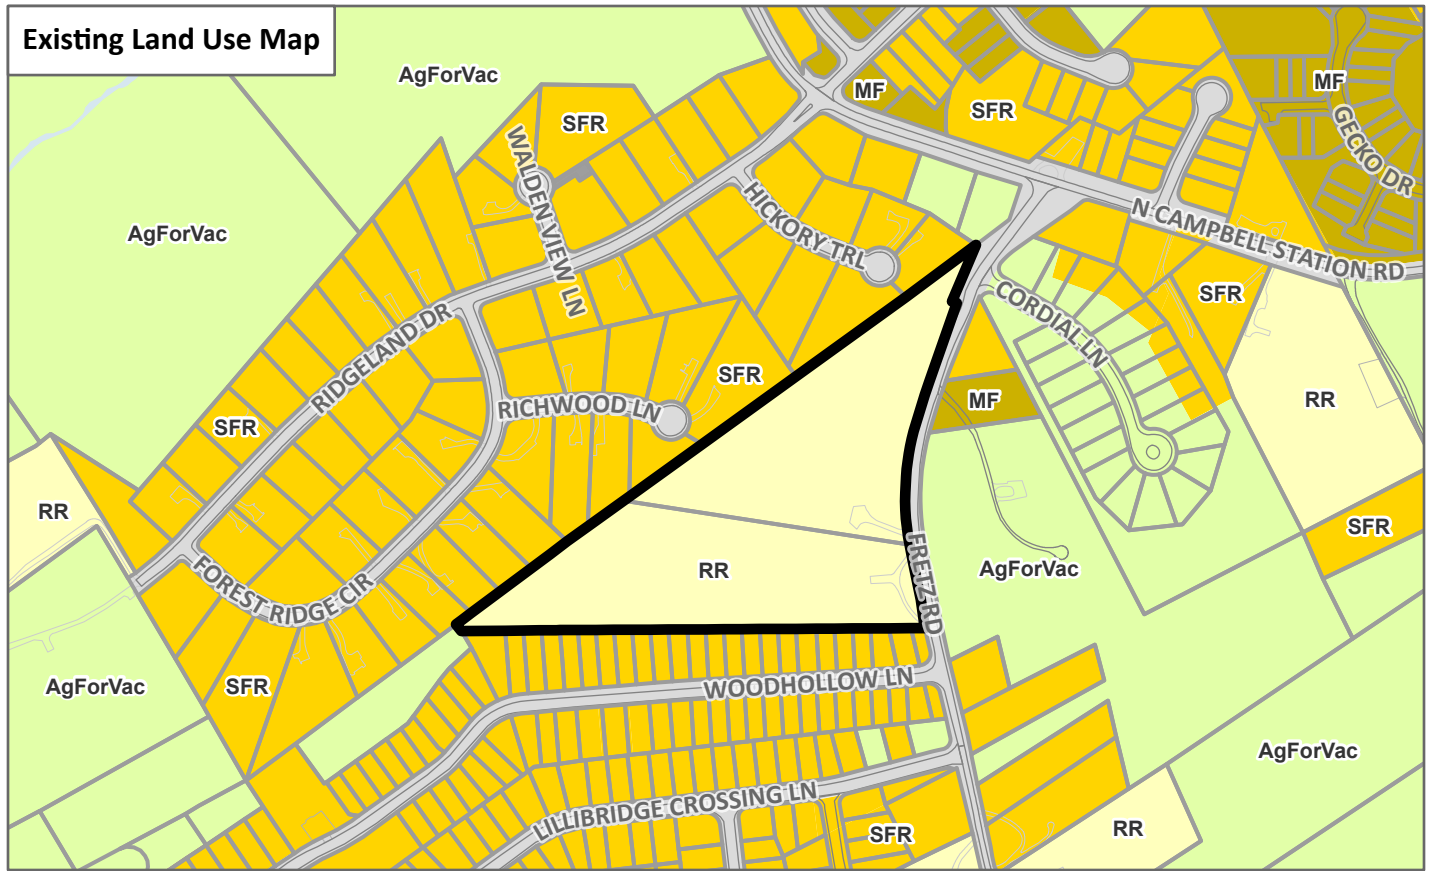 Existing Land Use Map
AgForVac
MF
MF
SFR
SFR
GECKO DR
WALDEN VIEW LN
HICKORY TRL
N CAMPBELL STATION RD
AgForVac
SFR
CORDIAL LN
RIDGELAND DR
SFR
RICHWOOD LN
MF
RR
SFR
RR
SFR
FRETZ RD
RR
AgForVac
FOREST RIDGE CIR
AgForVac
SFR
WOODHOLLOW LN
AgForVac
LILLIBRIDGE CROSSING LN
SFR
RR